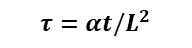 τ = αt/L²